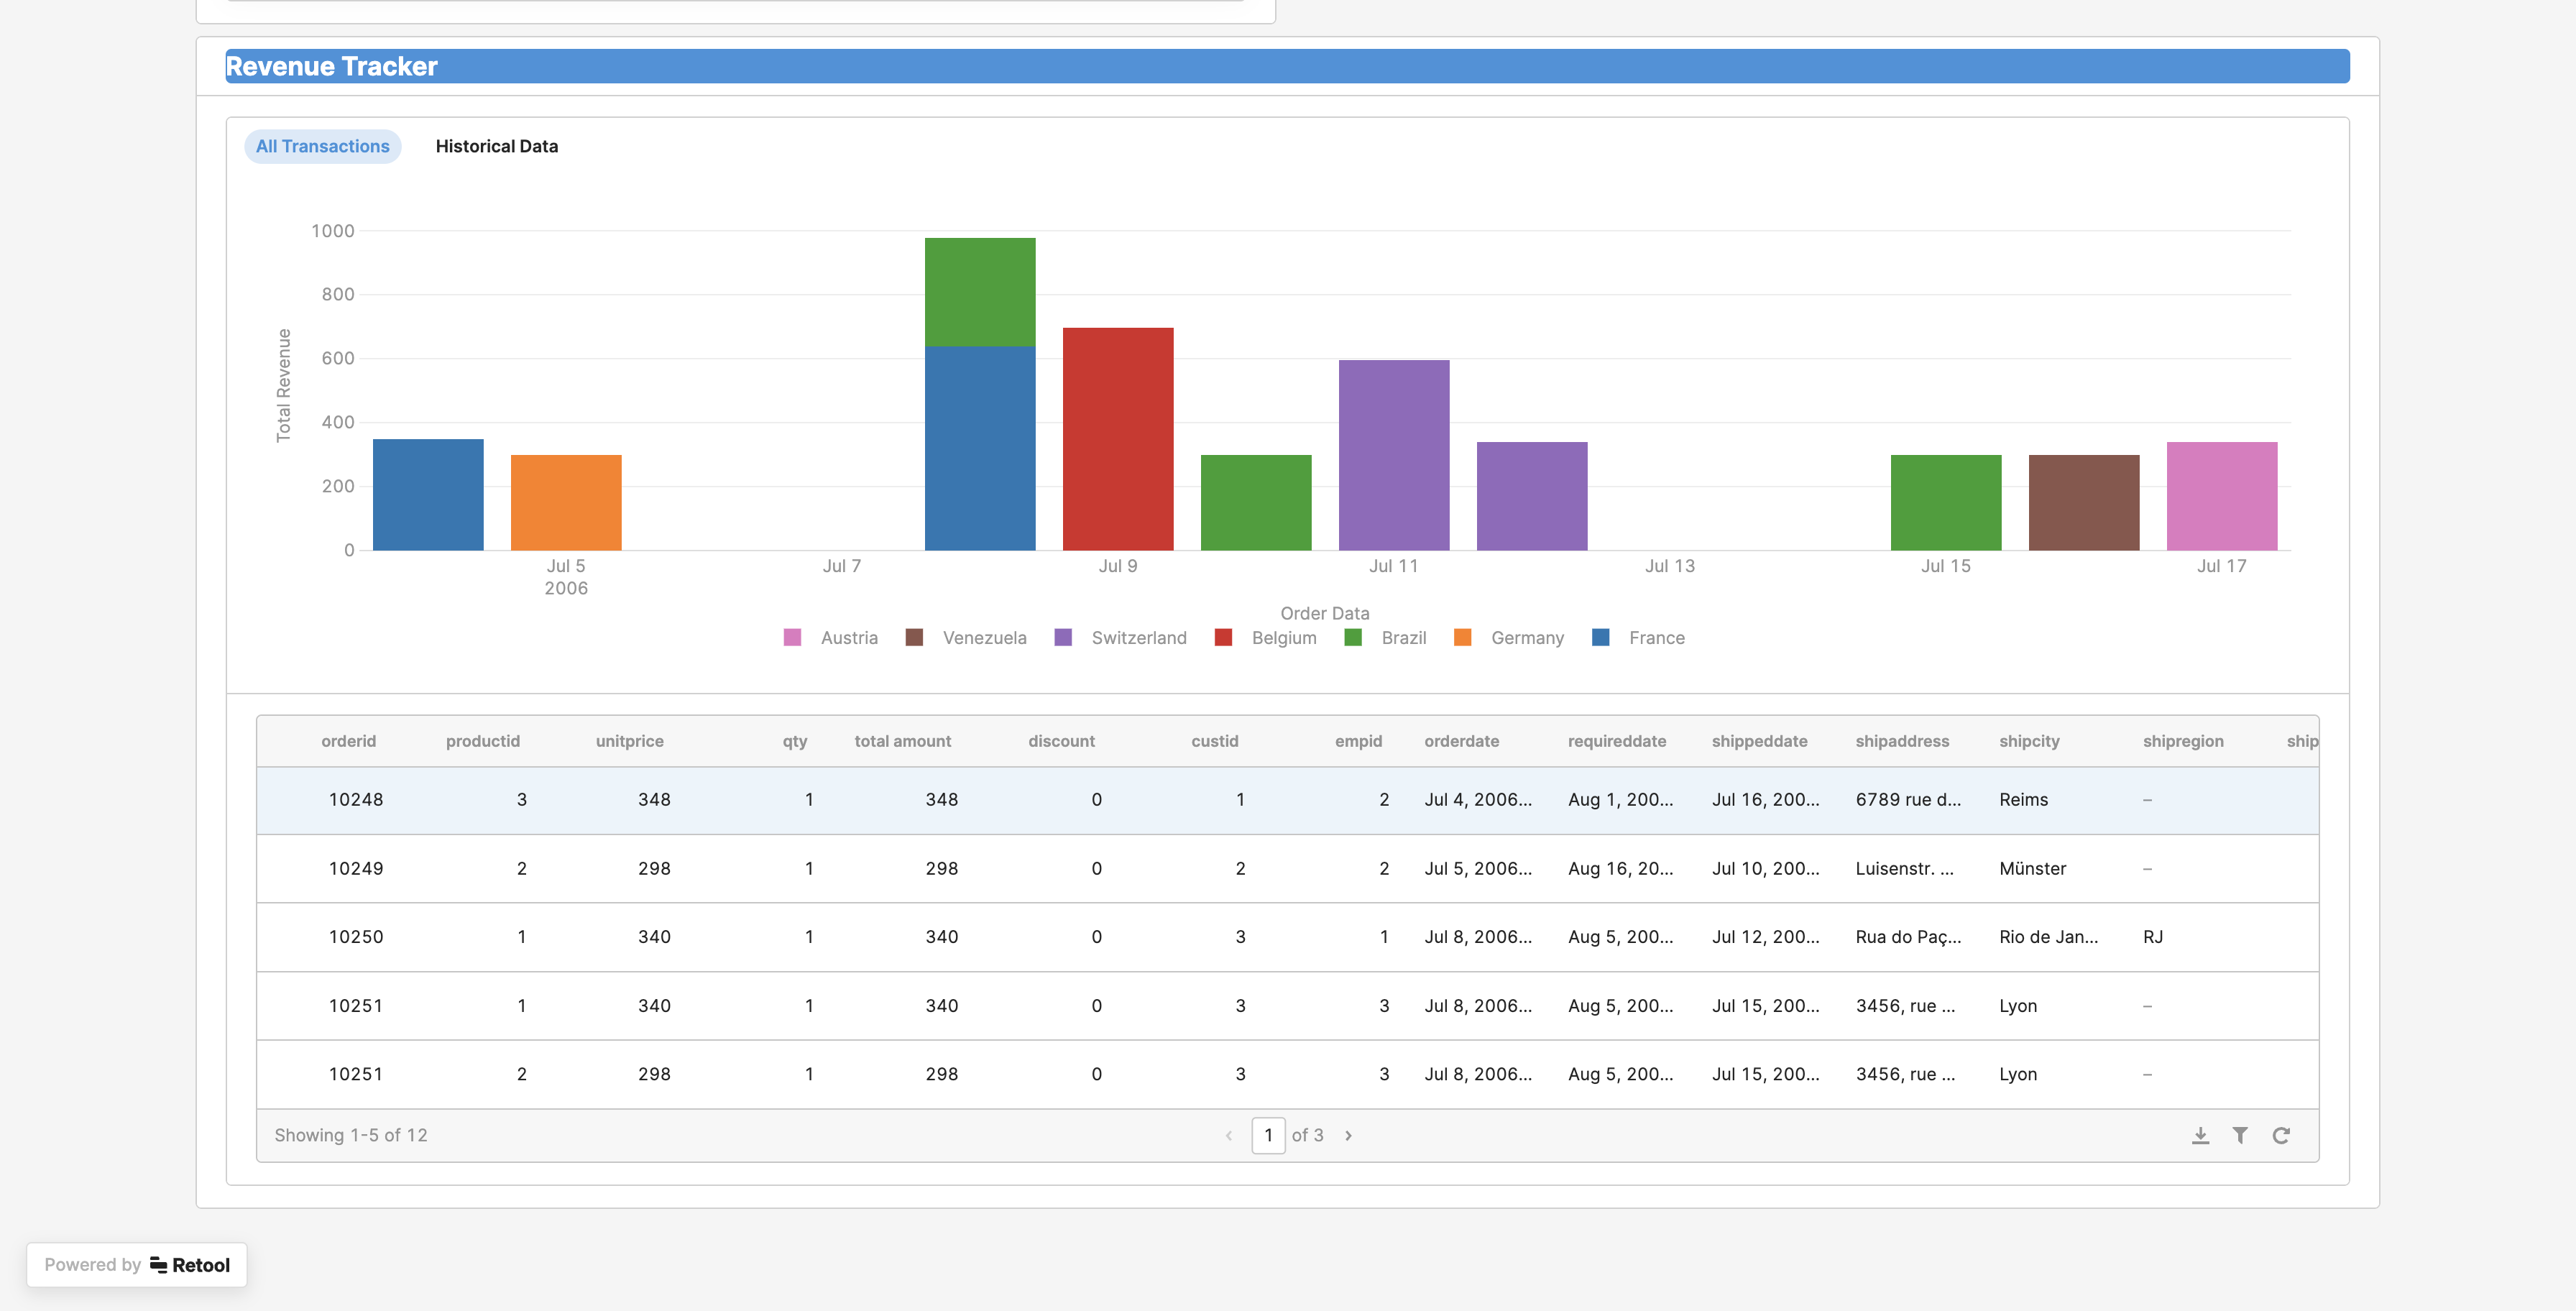 Revenue Tracker
All Transactions Historical Data
1000
800
600
400
200
0
Total Revenue
Jul 5 Jul 7 Jul 9 Jul 11 Jul 13 Jul 15 Jul 17
2006
Order Data
Austria Venezuela Switzerland Belgium Brazil Germany France
orderid productid unitprice qty total amount discount custid empid orderdate requireddate shippeddate shipaddress shipcity shipregion ship
10248 3 348 1 348 0 1 2 Jul 4, 2006... Aug 1, 200... Jul 16, 200... 6789 rue d... Reims –
10249 2 298 1 298 0 2 2 Jul 5, 2006... Aug 16, 20... Jul 10, 200... Luisenstr. ... Münster –
10250 1 340 1 340 0 3 1 Jul 8, 2006... Aug 5, 200... Jul 12, 200... Rua do Paç... Rio de Jan... RJ
10251 1 340 1 340 0 3 3 Jul 8, 2006... Aug 5, 200... Jul 15, 200... 3456, rue ... Lyon –
10251 2 298 1 298 0 3 3 Jul 8, 2006... Aug 5, 200... Jul 15, 200... 3456, rue ... Lyon –
Showing 1-5 of 12 1 of 3
Powered by Retool